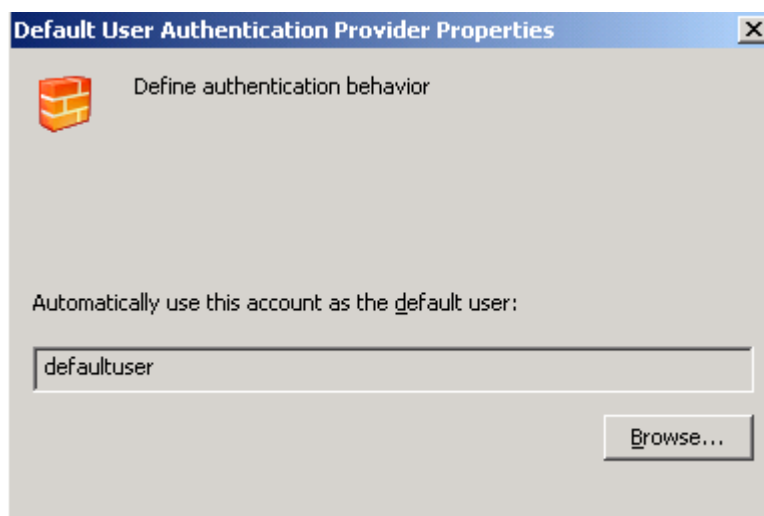 Default User Authentication Provider Properties
Define authentication behavior
Automatically use this account as the default user:
defaultuser
Browse...